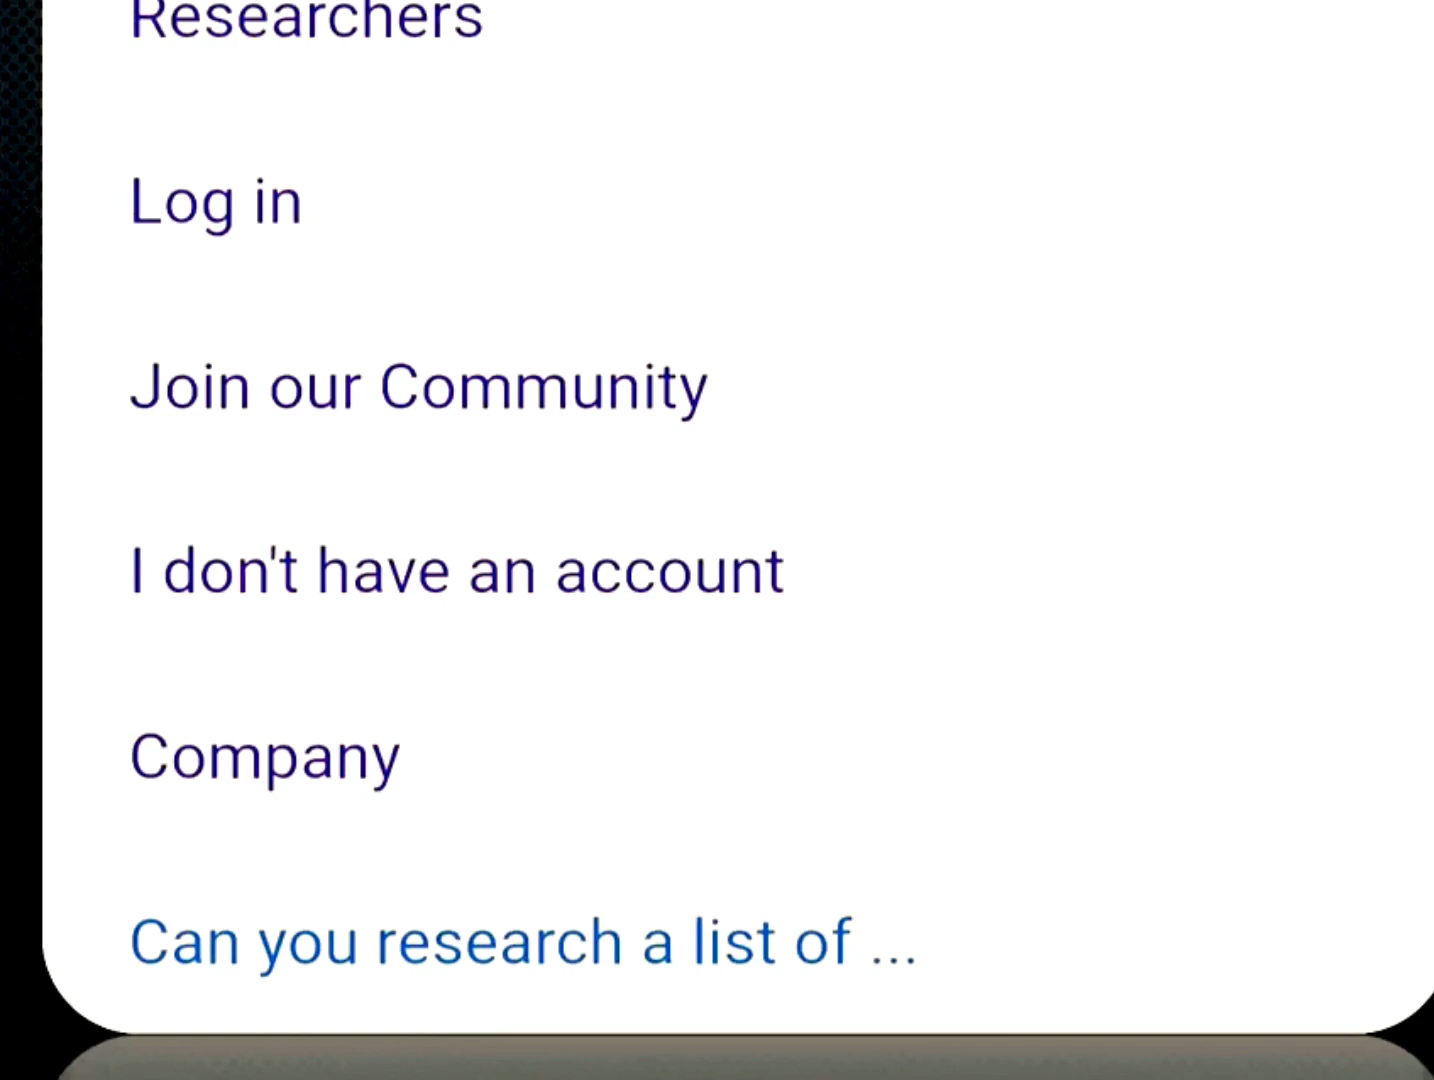 Researchers
Log in
Join our Community
I don't have an account
Company
Can you research a list of ...